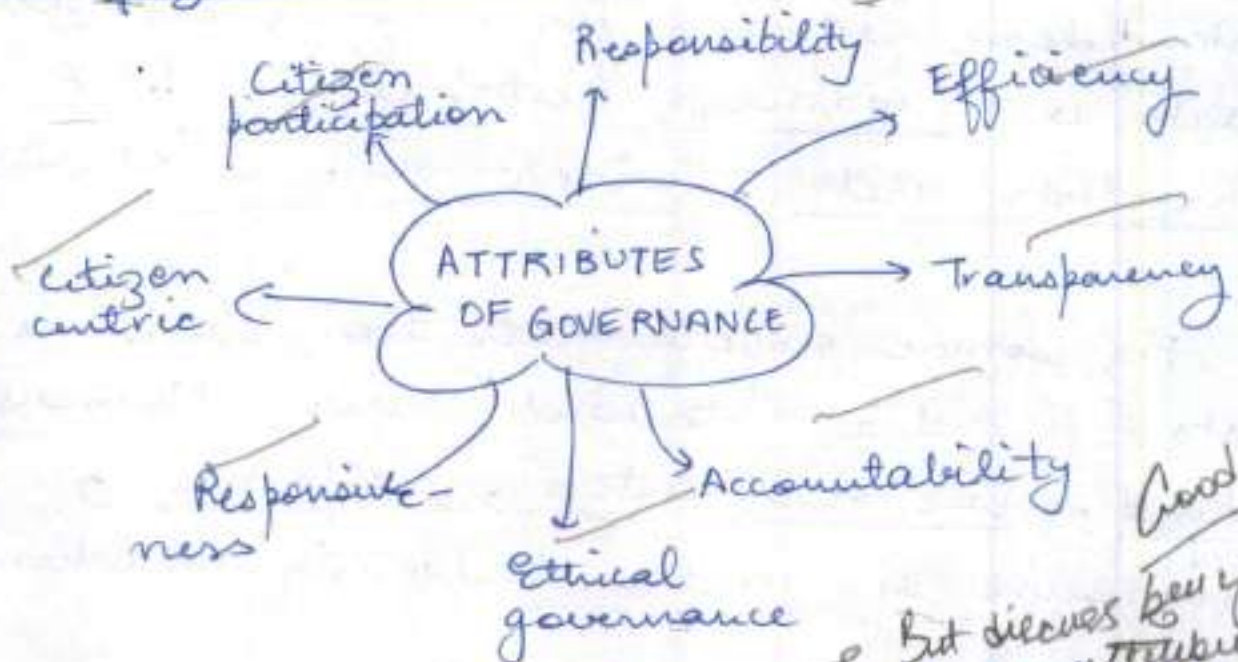 Responsibility
Citizen
participation
Efficiency
ATTRIBUTES
OF GOVERNANCE
Citizen
centric
Transparency
Responsive-
ness
Accountability
Ethical
governance
Good
But discuss